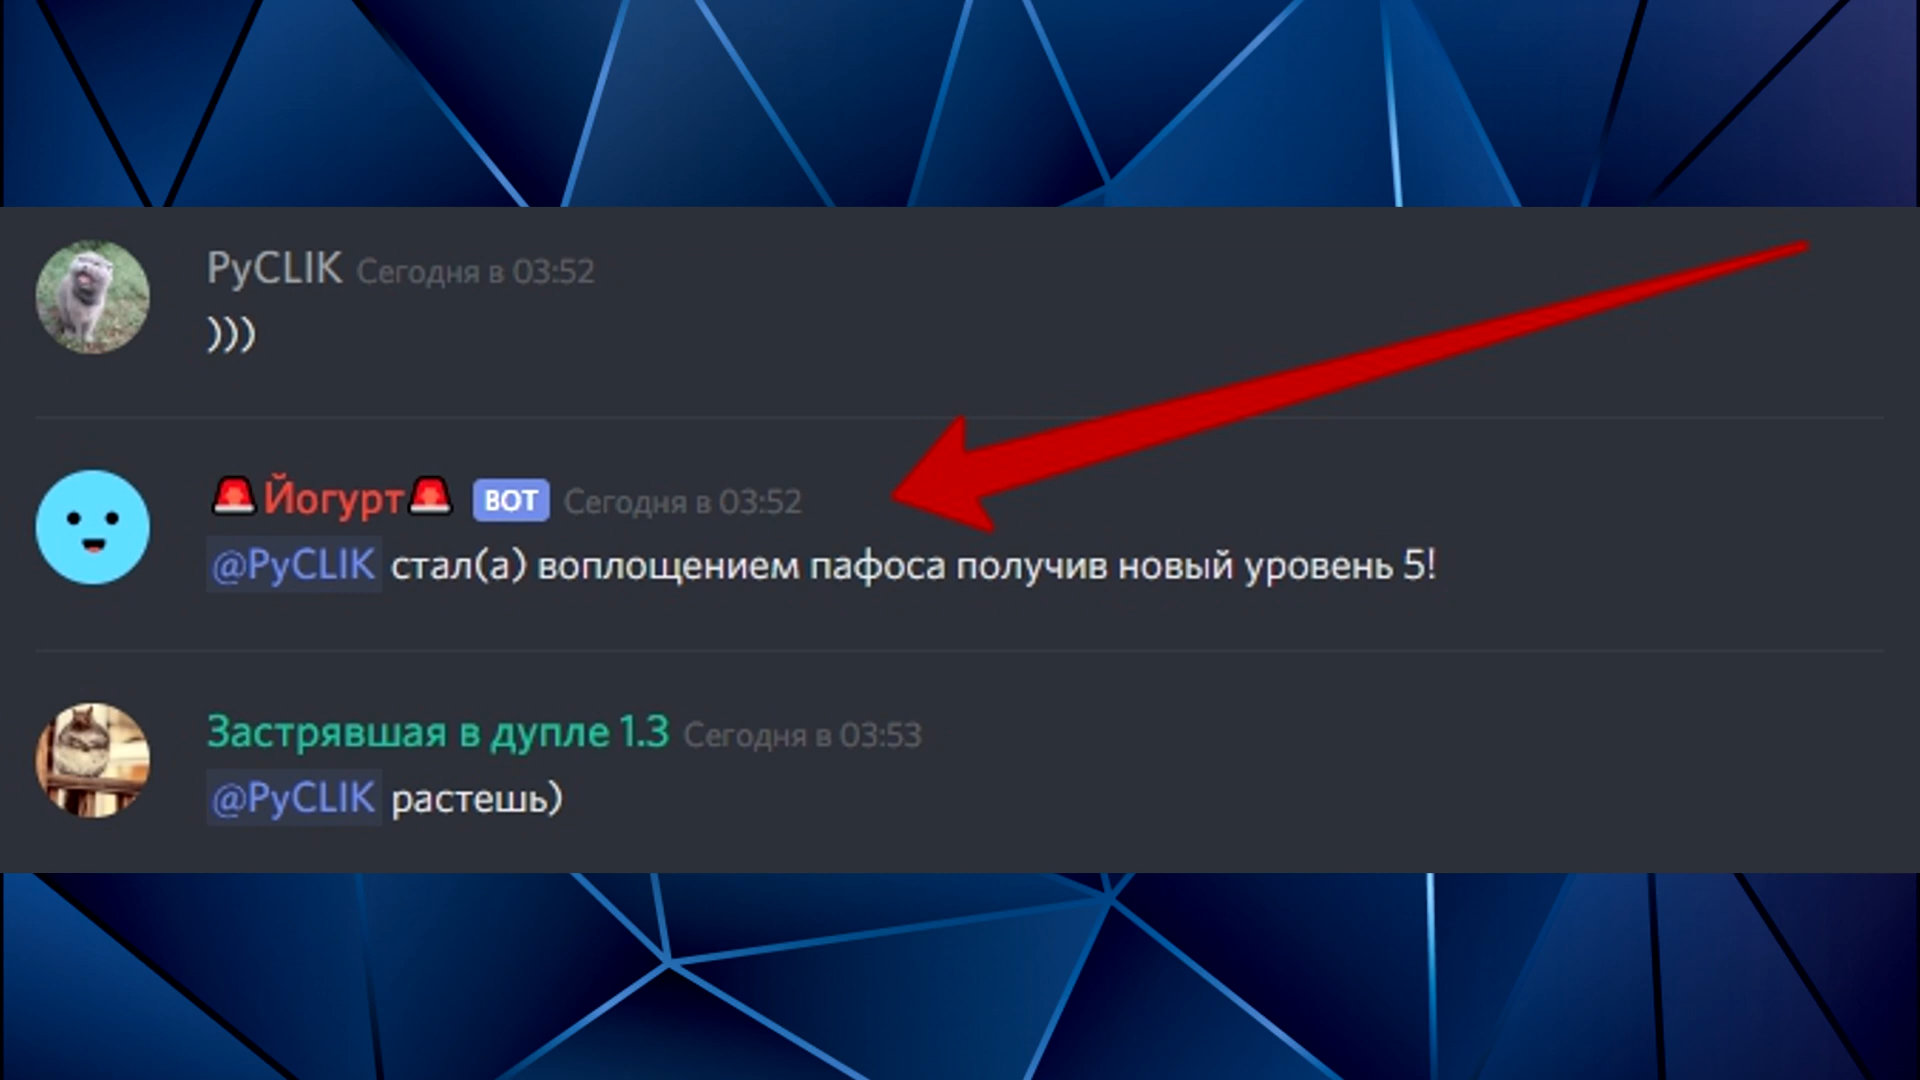 PyCLIK Сегодня в 03:52
)))
🚨Йогурт🚨 BOT Сегодня в 03:52
@PyCLIK стал(а) воплощением пафоса получив новый уровень 5!
Застрявшая в дупле 1.3 Сегодня в 03:53
@PyCLIK растешь)